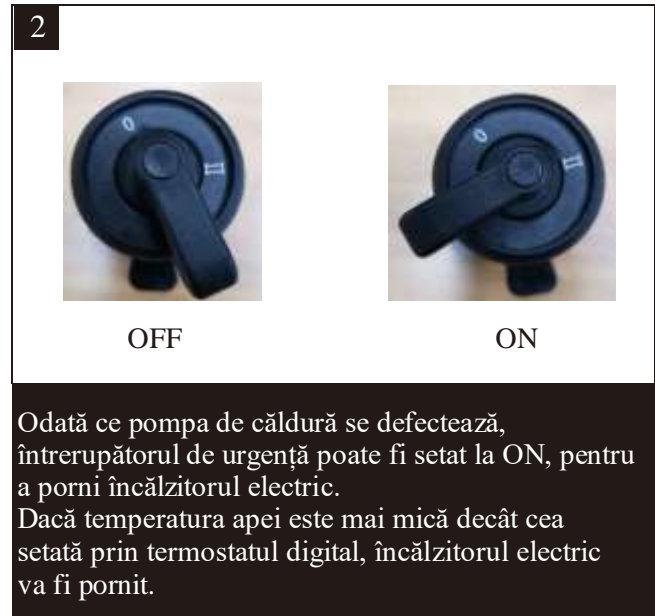 2
0
II
0
II
OFF
ON
Odată ce pompa de căldură se defectează,
întrerupătorul de urgență poate fi setat la ON, pentru
a porni încălzitorul electric.
Dacă temperatura apei este mai mică decât cea
setată prin termostatul digital, încălzitorul electric
va fi pornit.